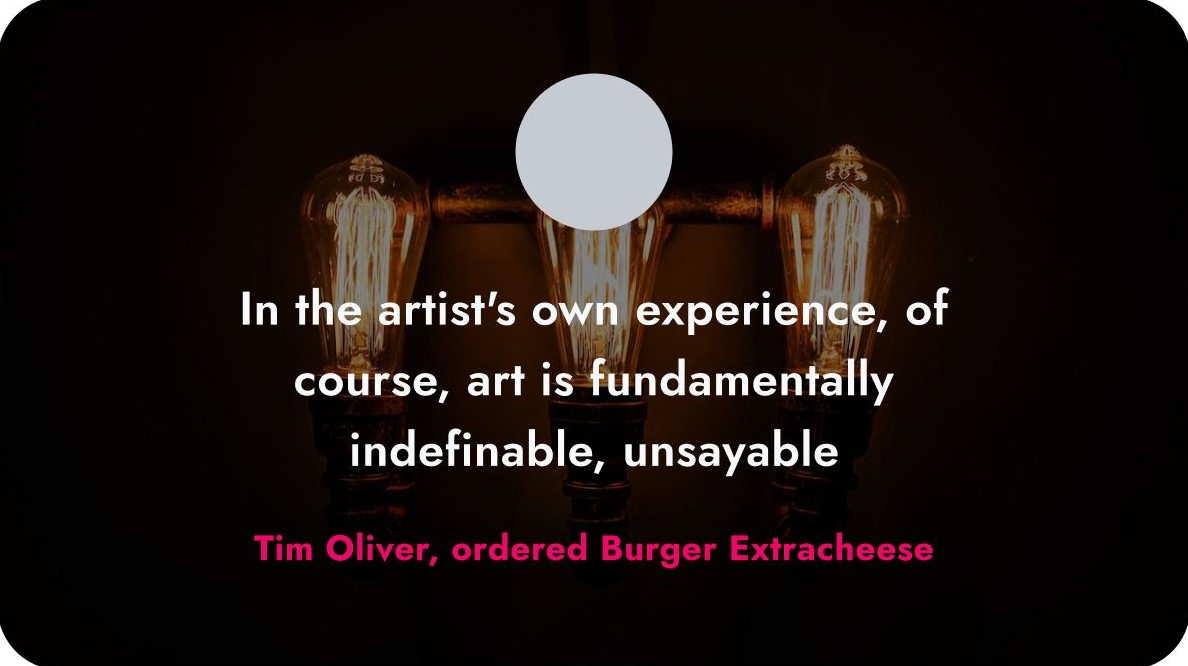 In the artist's own experience, of
course, art is fundamentally
indefinable, unsayable
Tim Oliver, ordered Burger Extracheese